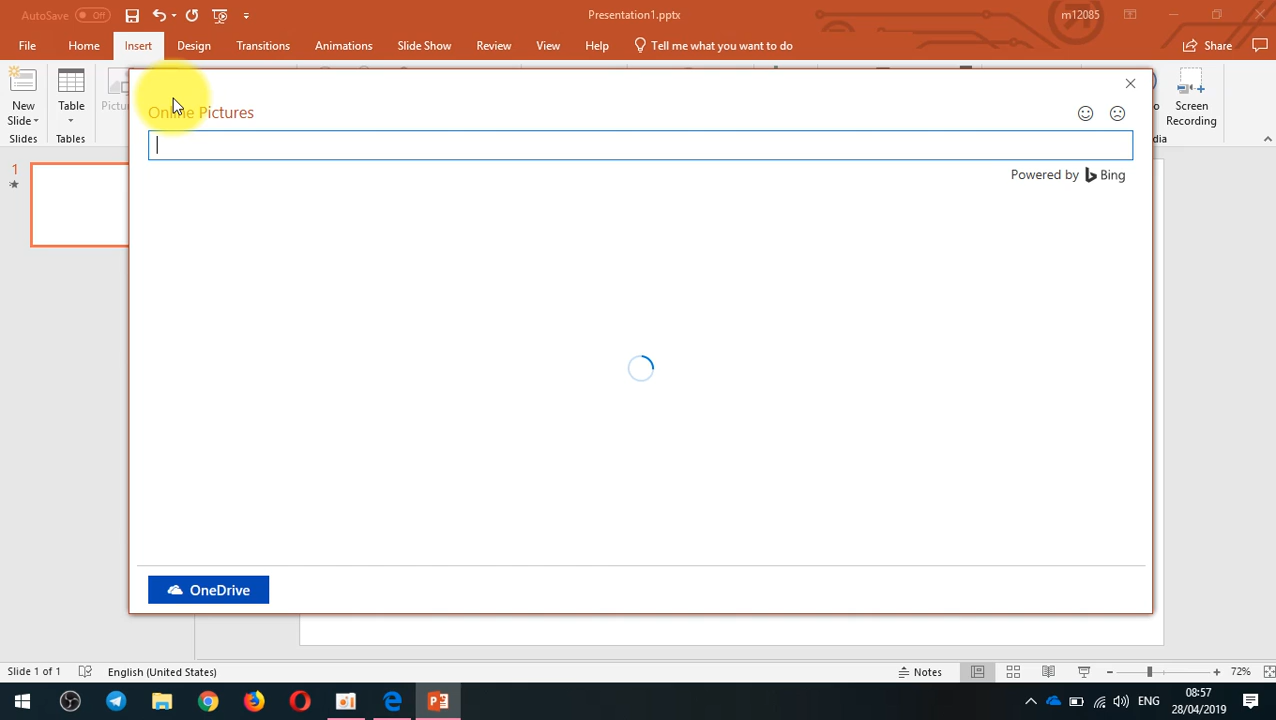 AutoSave Off
Presentation1.pptx
m12085
File Home Insert Design Transitions Animations Slide Show Review View Help Tell me what you want to do Share
New
Slide
Slides
Table
Tables
Screen
Recording
Online Pictures
Powered by Bing
1
OneDrive
Slide 1 of 1 English (United States) Notes 72%
ENG
08:57
28/04/2019